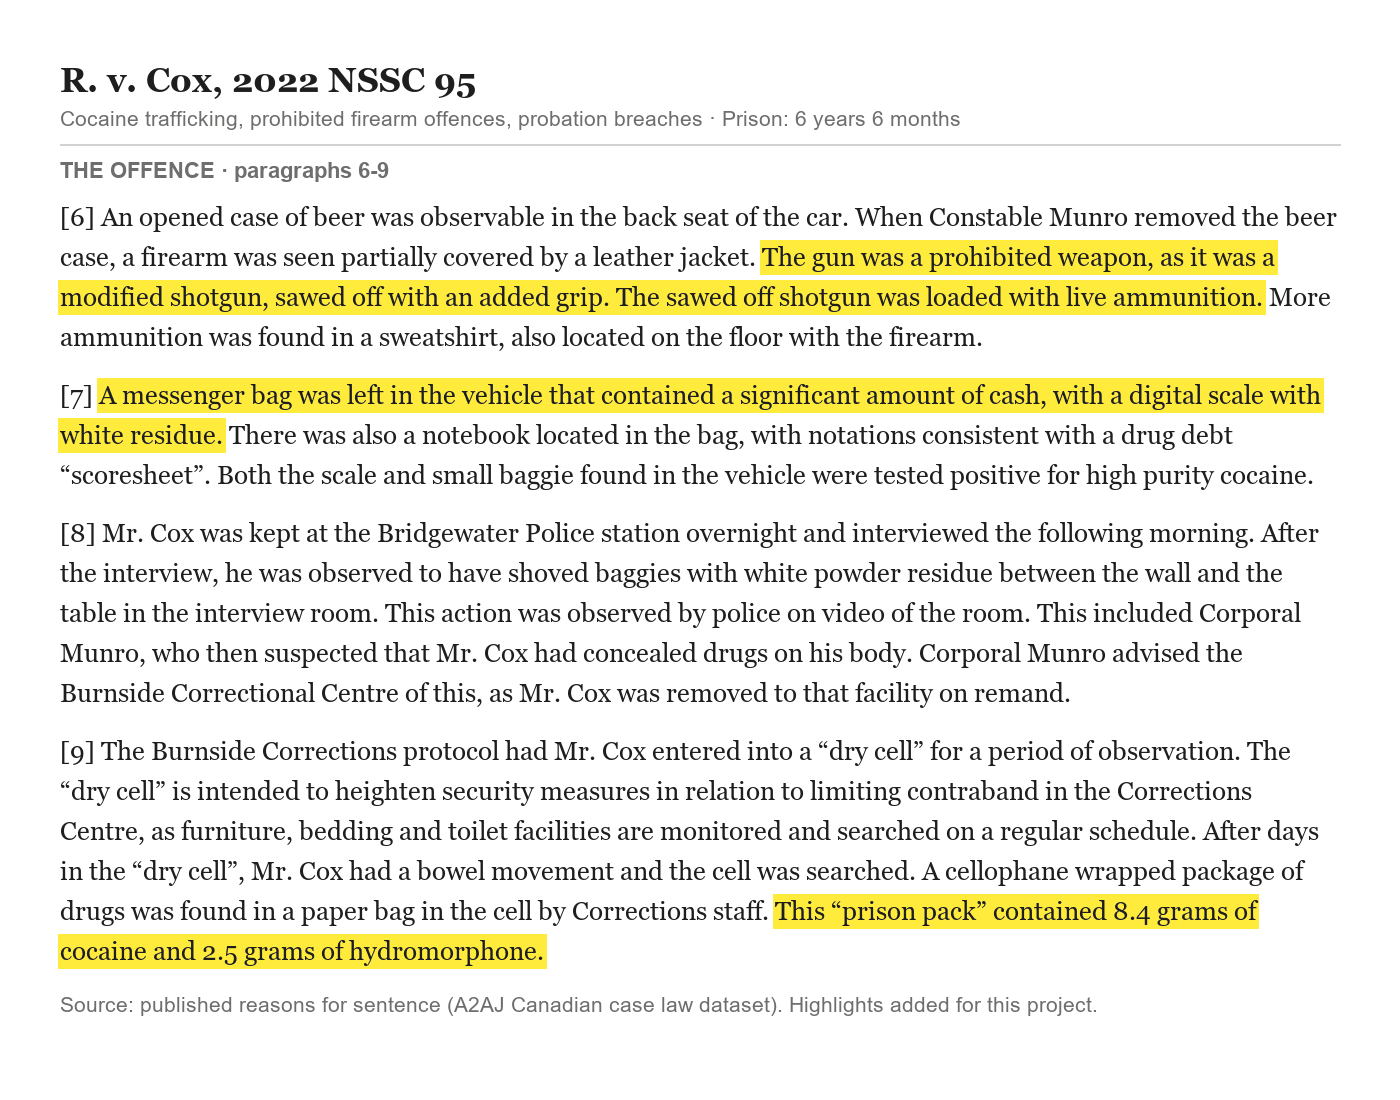 R. v. Cox, 2022 NSSC 95
Cocaine trafficking, prohibited firearm offences, probation breaches · Prison: 6 years 6 months
THE OFFENCE · paragraphs 6-9
[6] An opened case of beer was observable in the back seat of the car. When Constable Munro removed the beer
case, a firearm was seen partially covered by a leather jacket. The gun was a prohibited weapon, as it was a
modified shotgun, sawed off with an added grip. The sawed off shotgun was loaded with live ammunition. More
ammunition was found in a sweatshirt, also located on the floor with the firearm.
[7] A messenger bag was left in the vehicle that contained a significant amount of cash, with a digital scale with
white residue. There was also a notebook located in the bag, with notations consistent with a drug debt
“scoresheet”. Both the scale and small baggie found in the vehicle were tested positive for high purity cocaine.
[8] Mr. Cox was kept at the Bridgewater Police station overnight and interviewed the following morning. After
the interview, he was observed to have shoved baggies with white powder residue between the wall and the
table in the interview room. This action was observed by police on video of the room. This included Corporal
Munro, who then suspected that Mr. Cox had concealed drugs on his body. Corporal Munro advised the
Burnside Correctional Centre of this, as Mr. Cox was removed to that facility on remand.
[9] The Burnside Corrections protocol had Mr. Cox entered into a “dry cell” for a period of observation. The
“dry cell” is intended to heighten security measures in relation to limiting contraband in the Corrections
Centre, as furniture, bedding and toilet facilities are monitored and searched on a regular schedule. After days
in the “dry cell”, Mr. Cox had a bowel movement and the cell was searched. A cellophane wrapped package of
drugs was found in a paper bag in the cell by Corrections staff. This “prison pack” contained 8.4 grams of
cocaine and 2.5 grams of hydromorphone.
Source: published reasons for sentence (A2AJ Canadian case law dataset). Highlights added for this project.